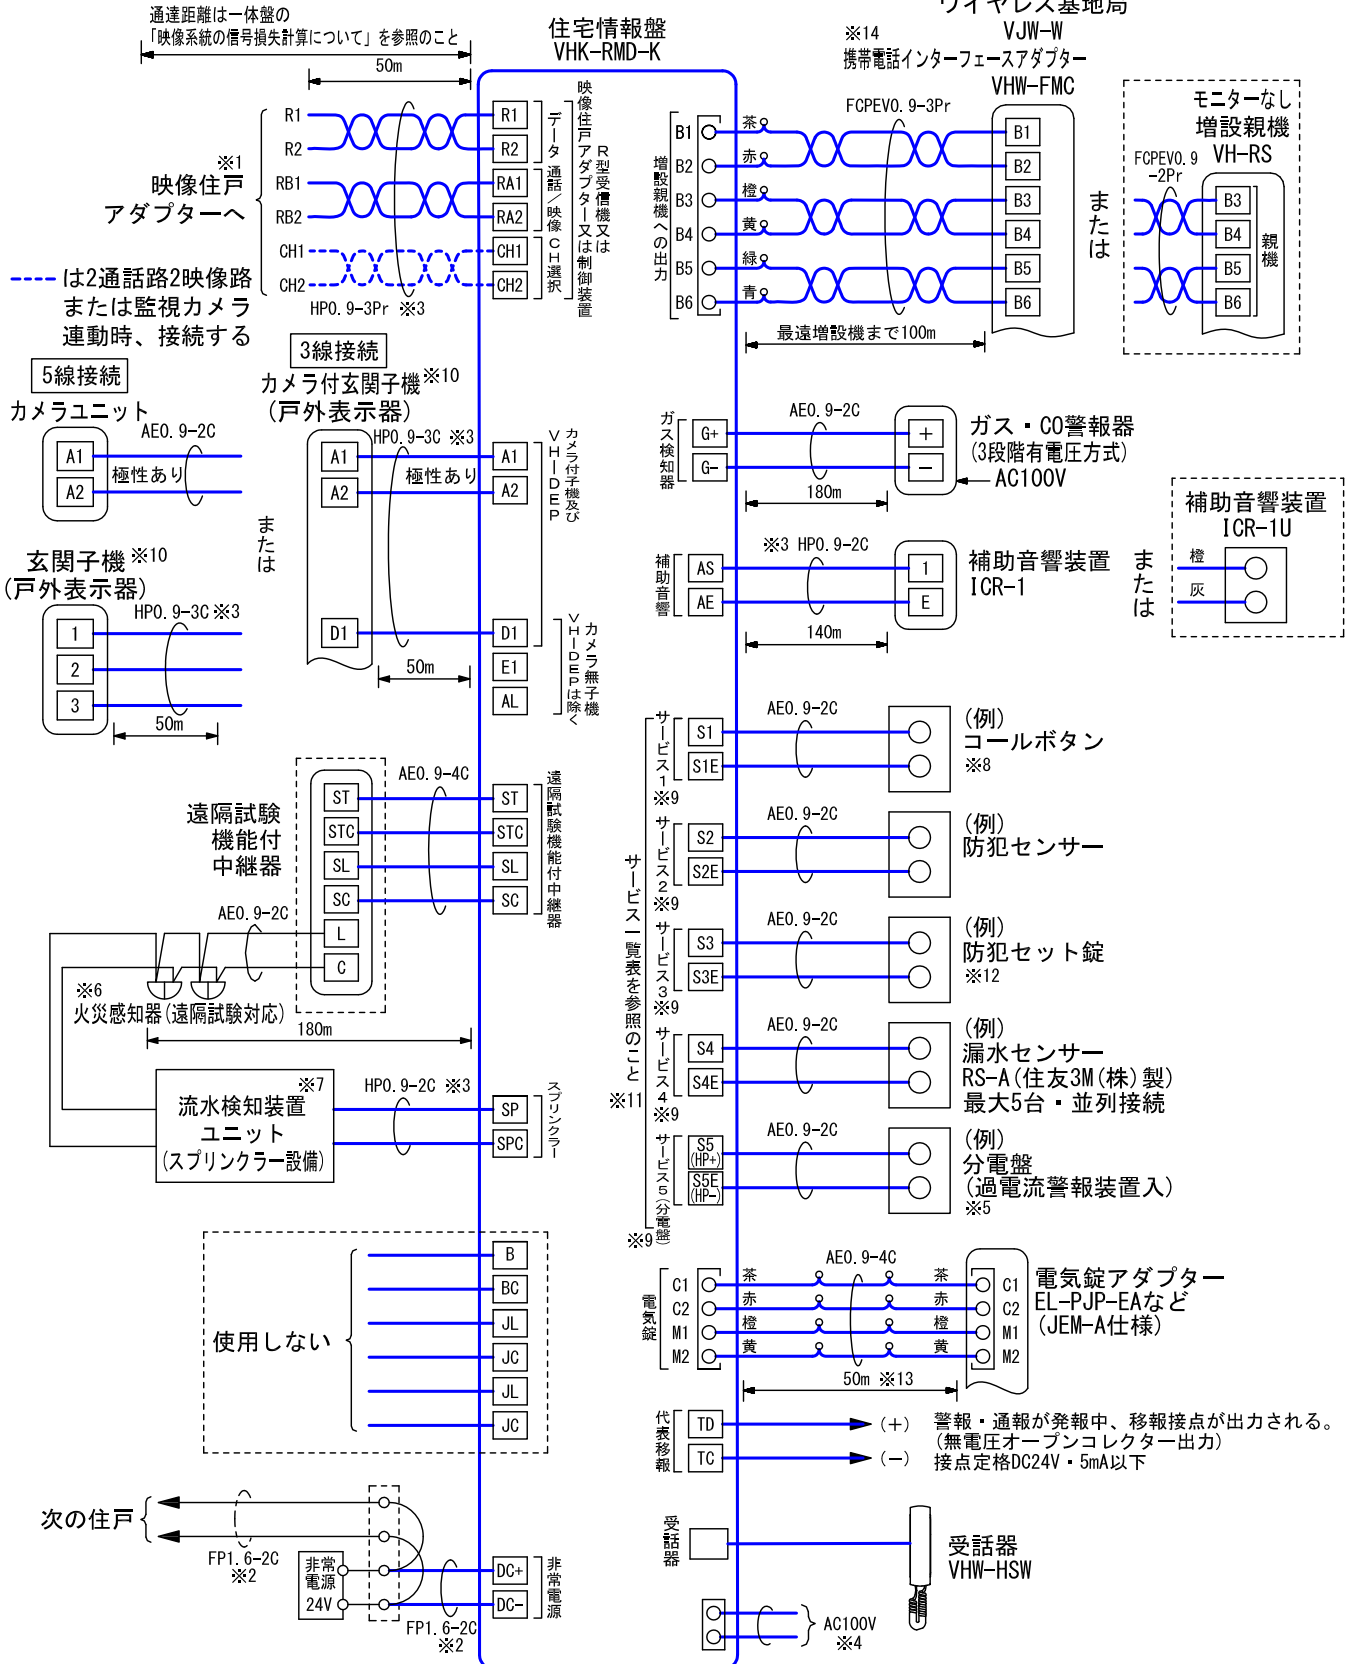 通達距離は一体盤の
「映像系統の信号損失計算について」を参照のこと
50m
住宅情報盤
VHK-RMD-K
ワイヤレス基地局
VJW-W
※14
携帯電話インターフェースアダプター
VHW-FMC
FCPEV0.9-3Pr
モニターなし
増設親機
VH-RS
FCPEV0.9
-2Pr
または
親機
B3
B4
B5
B6
B1
B2
B3
B4
B5
B6
茶
赤
橙
黄
緑
青
B1
B2
B3
B4
B5
B6
増設親機への出力
最遠増設機まで100m
R1
R2
RB1
RB2
CH1
CH2
※1
映像住戸
アダプターへ
HP0.9-3Pr ※3
R1
R2
RA1
RA2
CH1
CH2
データ
通話/映像
CH選択
映像住戸アダプター又は制御装置
R型受信機又は
は2通話路2映像路
または監視カメラ
連動時、接続する
5線接続
カメラユニット
AE0.9-2C
A1
A2
極性あり
玄関子機※10
(戸外表示器)
HP0.9-3C ※3
1
2
3
50m
または
3線接続
カメラ付玄関子機※10
(戸外表示器)
HP0.9-3C ※3
A1
A2
極性あり
D1
50m
A1
A2
カメラ付子機及び
VHIDEP
D1
E1
AL
カメラ無子機
VHIDEPは除く
ガス検知器
G+
G-
AE0.9-2C
+
-
180m
ガス・CO警報器
(3段階有電圧方式)
AC100V
補助音響
AS
AE
※3 HP0.9-2C
1
E
140m
補助音響装置
ICR-1
または
補助音響装置
ICR-1U
橙
灰
遠隔試験
機能付
中継器
ST
STC
SL
SC
L
C
AE0.9-4C
ST
STC
SL
SC
遠隔試験機能付中継器
AE0.9-2C
※6
火災感知器(遠隔試験対応)
180m
※7
流水検知装置
ユニット
(スプリンクラー設備)
HP0.9-2C ※3
SP
SPC
スプリンクラー
サービス一覧表を参照のこと
※11
サービス1
※9
S1
S1E
AE0.9-2C
(例)
コールボタン
※8
サービス2
※9
S2
S2E
AE0.9-2C
(例)
防犯センサー
サービス3
※9
S3
S3E
AE0.9-2C
(例)
防犯セット錠
※12
サービス4
※9
S4
S4E
AE0.9-2C
(例)
漏水センサー
RS-A(住友3M(株)製)
最大5台・並列接続
サービス5(分電盤)
※9
S5
(HP+)
S5E
(HP-)
AE0.9-2C
(例)
分電盤
(過電流警報装置入)
※5
使用しない
B
BC
JL
JC
JL
JC
電気錠
C1
C2
M1
M2
茶
赤
橙
黄
AE0.9-4C
茶
赤
橙
黄
C1
C2
M1
M2
50m ※13
電気錠アダプター
EL-PJP-EAなど
(JEM-A仕様)
代表移報
TD
TC
(+)
(-)
警報・通報が発報中、移報接点が出力される。
(無電圧オープンコレクター出力)
接点定格DC24V・5mA以下
次の住戸
FP1.6-2C
※2
非常
電源
24V
FP1.6-2C
※2
DC+
DC-
非常電源
受話器
受話器
VHW-HSW
AC100V
※4